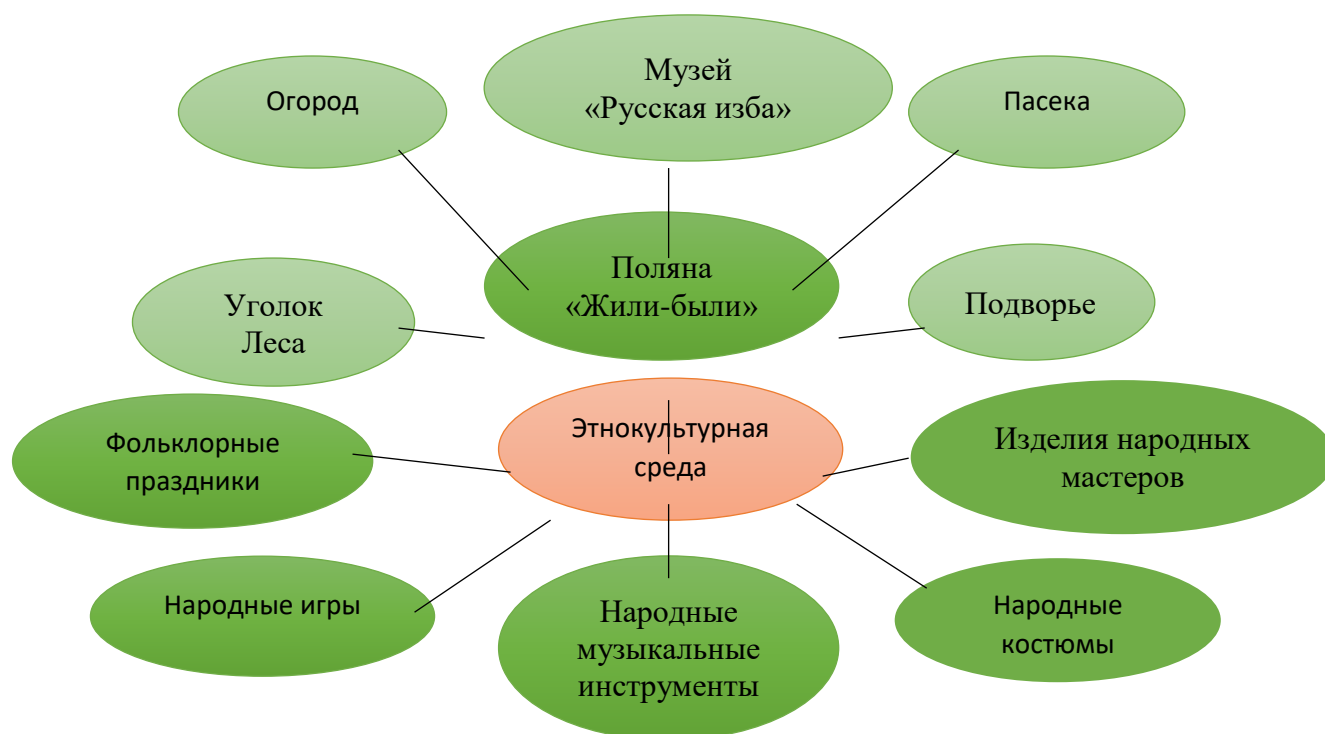 Огород
Музей
«Русская изба»
Пасека
Поляна
«Жили-были»
Уголок
Леса
Подворье
Этнокультурная
среда
Фольклорные
праздники
Изделия народных
мастеров
Народные игры
Народные
музыкальные
инструменты
Народные
костюмы